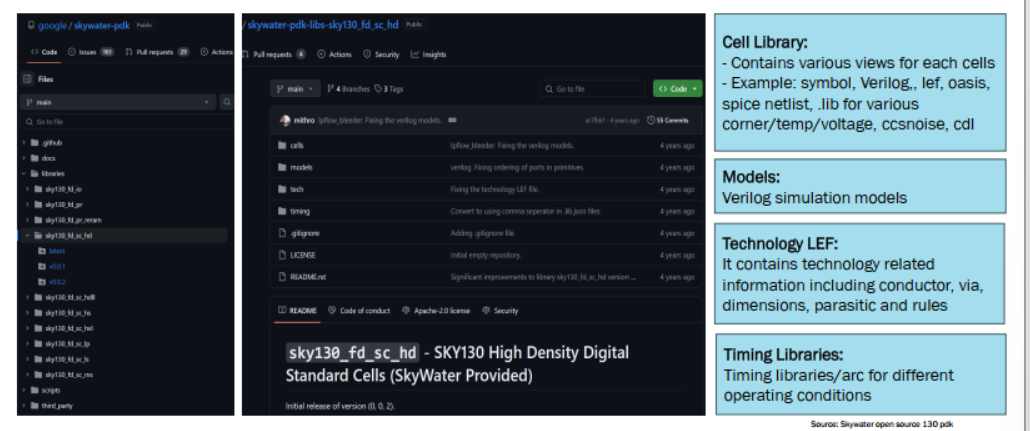 google / skywater-pdk Public
Code Issues 163 Pull requests 29 Actions
Files
main
Go to file
.github
docs
libraries
sky130_fd_io
sky130_fd_pr
sky130_fd_pr_reram
sky130_fd_sc_hd
latest
v0.0.1
v0.0.2
sky130_fd_sc_hdll
sky130_fd_sc_hs
sky130_fd_sc_hvl
sky130_fd_sc_lp
sky130_fd_sc_ls
sky130_fd_sc_ms
scripts
third_party
/ skywater-pdk-libs-sky130_fd_sc_hd Public
Pull requests 4 Actions Security Insights
main 4 Branches 3 Tags Go to file Code
mithro lpflow_bleeder: Fixing the verilog models. 4 years ago 55 Commits
cells lpflow_bleeder: Fixing the verilog models. 4 years ago
models verilog: Fixing ordering of ports in primitives. 4 years ago
tech Fixing the technology LEF file. 4 years ago
timing Convert to using comma seperator in .lib.json files. 4 years ago
.gitignore Adding .gitignore file. 4 years ago
LICENSE Initial empty repository. 4 years ago
README.rst Significant improvements to library sky130_fd_sc_hd version ... 4 years ago
README Code of conduct Apache-2.0 license Security
sky130_fd_sc_hd - SKY130 High Density Digital
Standard Cells (SkyWater Provided)
Initial release of version (0, 0, 2).
Cell Library:
- Contains various views for each cells
- Example: symbol, Verilog,, lef, oasis,
spice netlist, .lib for various
corner/temp/voltage, ccsnoise, cdl
Models:
Verilog simulation models
Technology LEF:
It contains technology related
information including conductor, via,
dimensions, parasitic and rules
Timing Libraries:
Timing libraries/arc for different
operating conditions
Source: Skywater open source 130 pdk